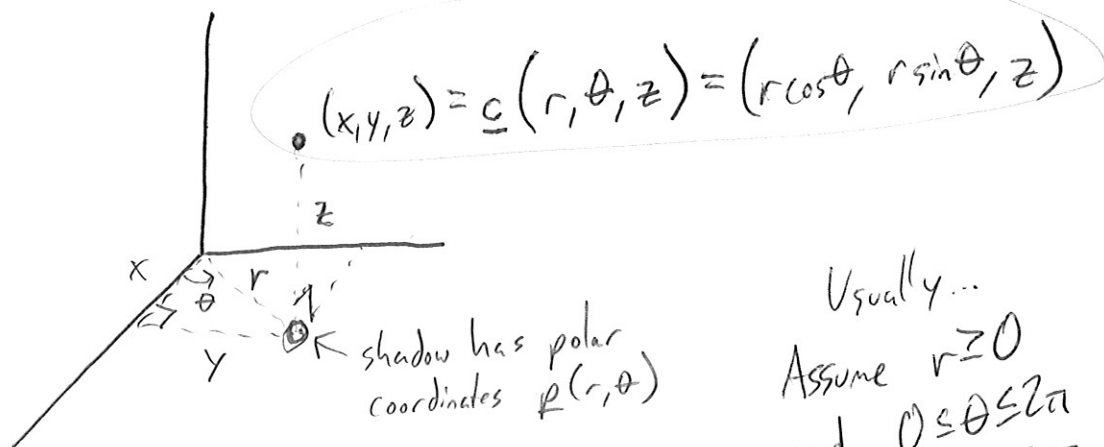 (x,y,z) = c(r,θ,z) = (r cosθ, r sinθ, z)
z
x
r
θ
y
shadow has polar
coordinates p(r,θ)
Usually...
Assume r≥0
0≤θ≤2π